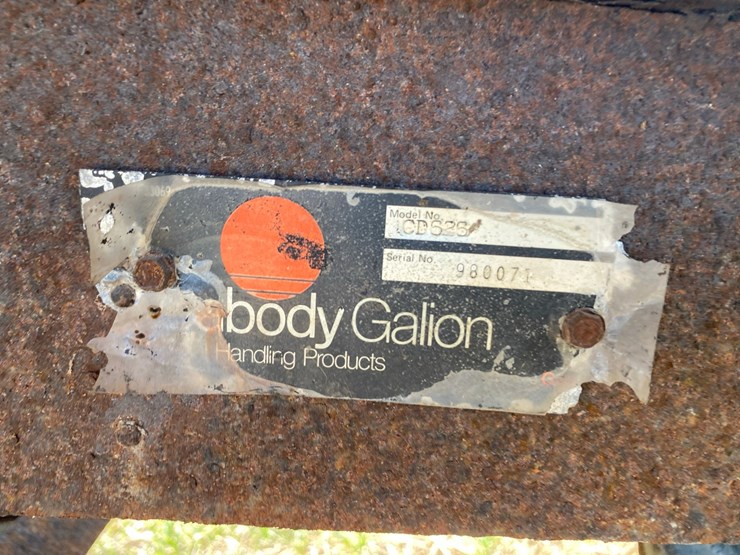 Model No.
Serial No.
980071
body Galion
Handling Products